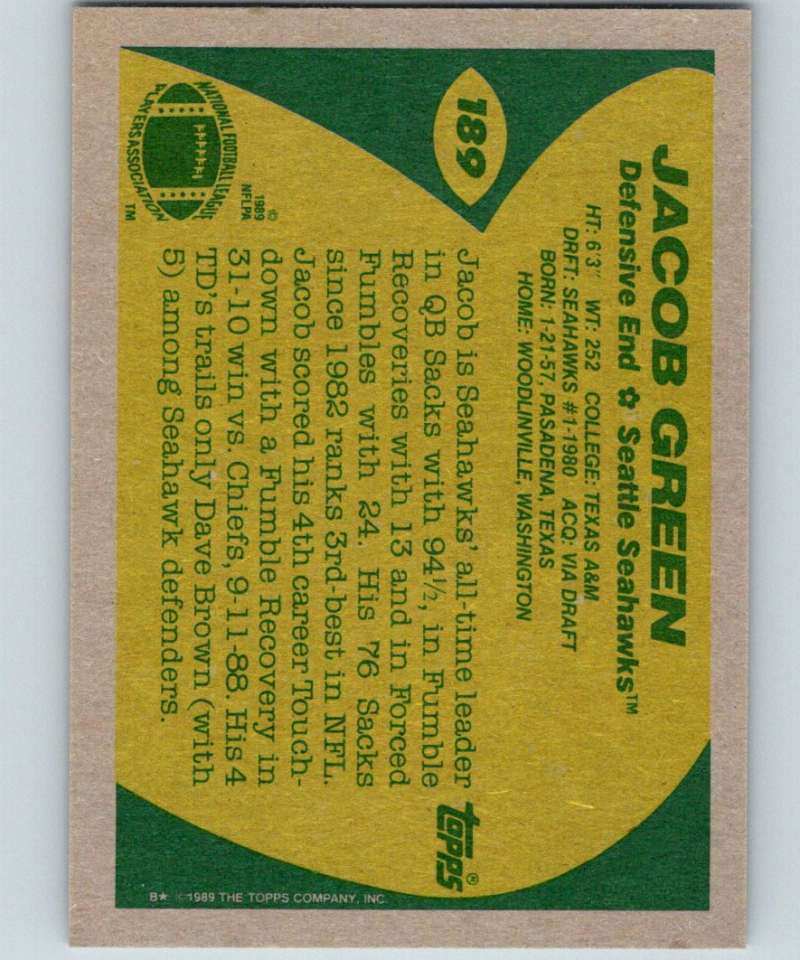 189
JACOB GREEN
Defensive End ✿ Seattle Seahawks™
HT: 6'3" WT: 252 COLLEGE: TEXAS A&M
DRFT: SEAHAWKS #1-1980 ACQ: VIA DRAFT
BORN: 1-21-57, PASADENA, TEXAS
HOME: WOODINVILLE, WASHINGTON
Jacob is Seahawks' all-time leader
in QB Sacks with 94½, in Fumble
Recoveries with 13 and in Forced
Fumbles with 24. His 76 Sacks
since 1982 ranks 3rd-best in NFL.
Jacob scored his 4th career Touch-
down with a Fumble Recovery in
31-10 win vs. Chiefs, 9-11-88. His 4
TD's trails only Dave Brown (with
5) among Seahawk defenders.
©
1989
NFLPA
NATIONAL FOOTBALL LEAGUE
PLAYERS ASSOCIATION
TM
topps®
B★ ©1989 THE TOPPS COMPANY, INC.